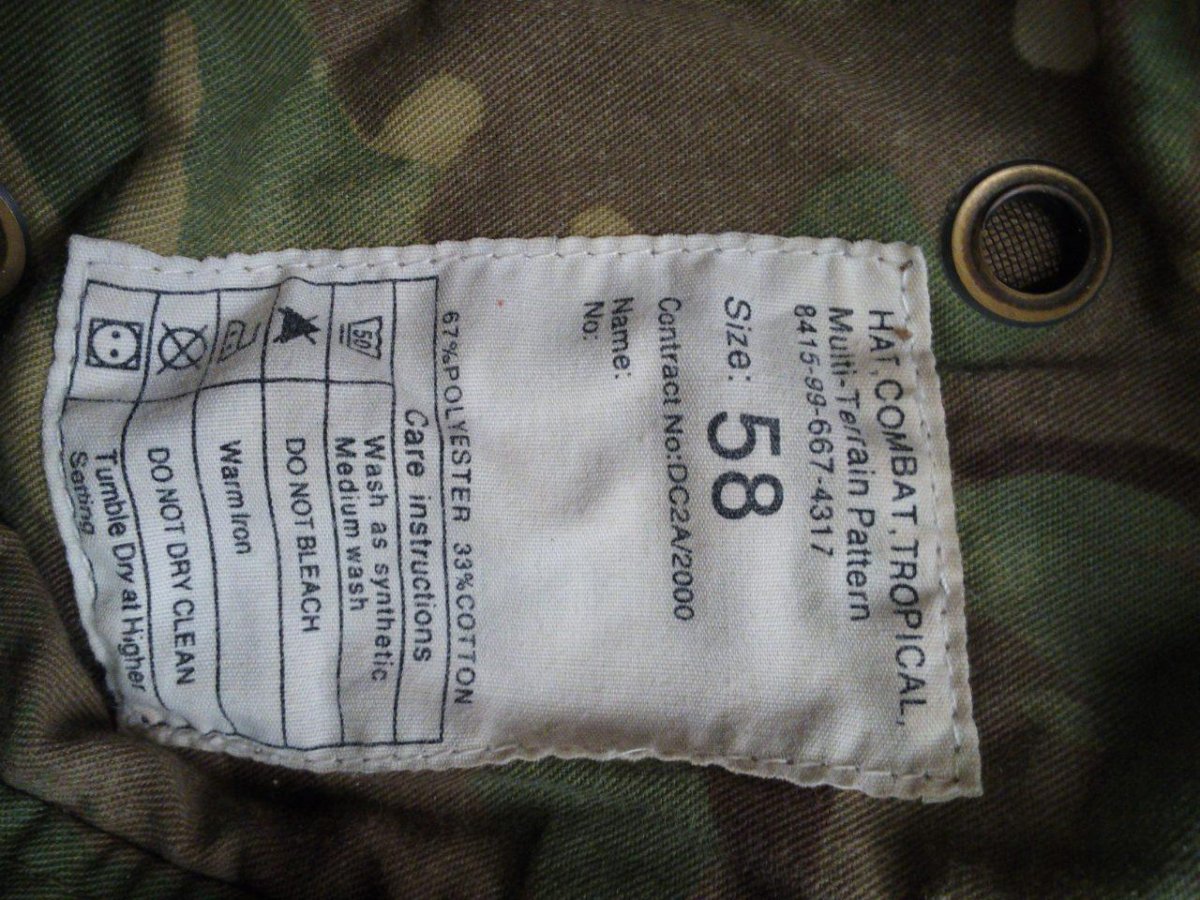 HAT, COMBAT, TROPICAL,
Multi-Terrain Pattern
8415-99-667-4317
Size: 58
Contract No:DC2A/2000
Name:
No:
67%POLYESTER 33%COTTON
Care instructions
50
Wash as synthetic
Medium wash
DO NOT BLEACH
Warm Iron
DO NOT DRY CLEAN
Tumble Dry at Higher
Setting